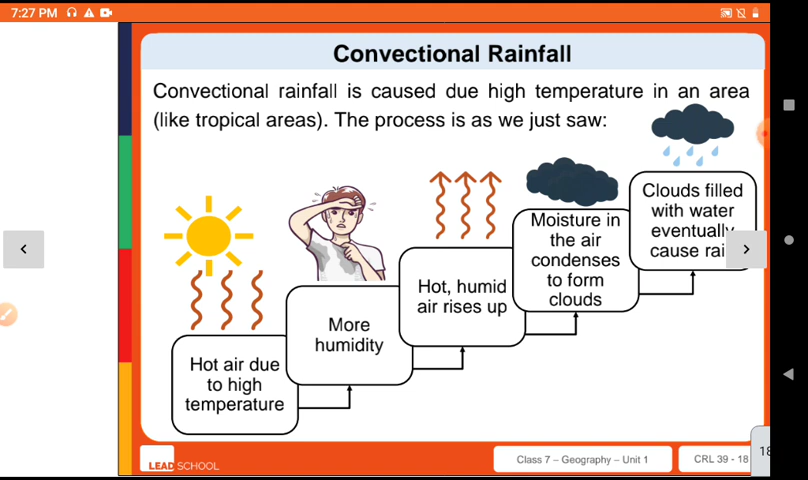 7:27 PM
Convectional Rainfall
Convectional rainfall is caused due high temperature in an area
(like tropical areas). The process is as we just saw:
Hot air due
to high
temperature
More
humidity
Hot, humid
air rises up
Moisture in
the air
condenses
to form
clouds
Clouds filled
with water
eventually
cause rai
LEAD SCHOOL
Class 7 – Geography – Unit 1
CRL 39 - 18
18